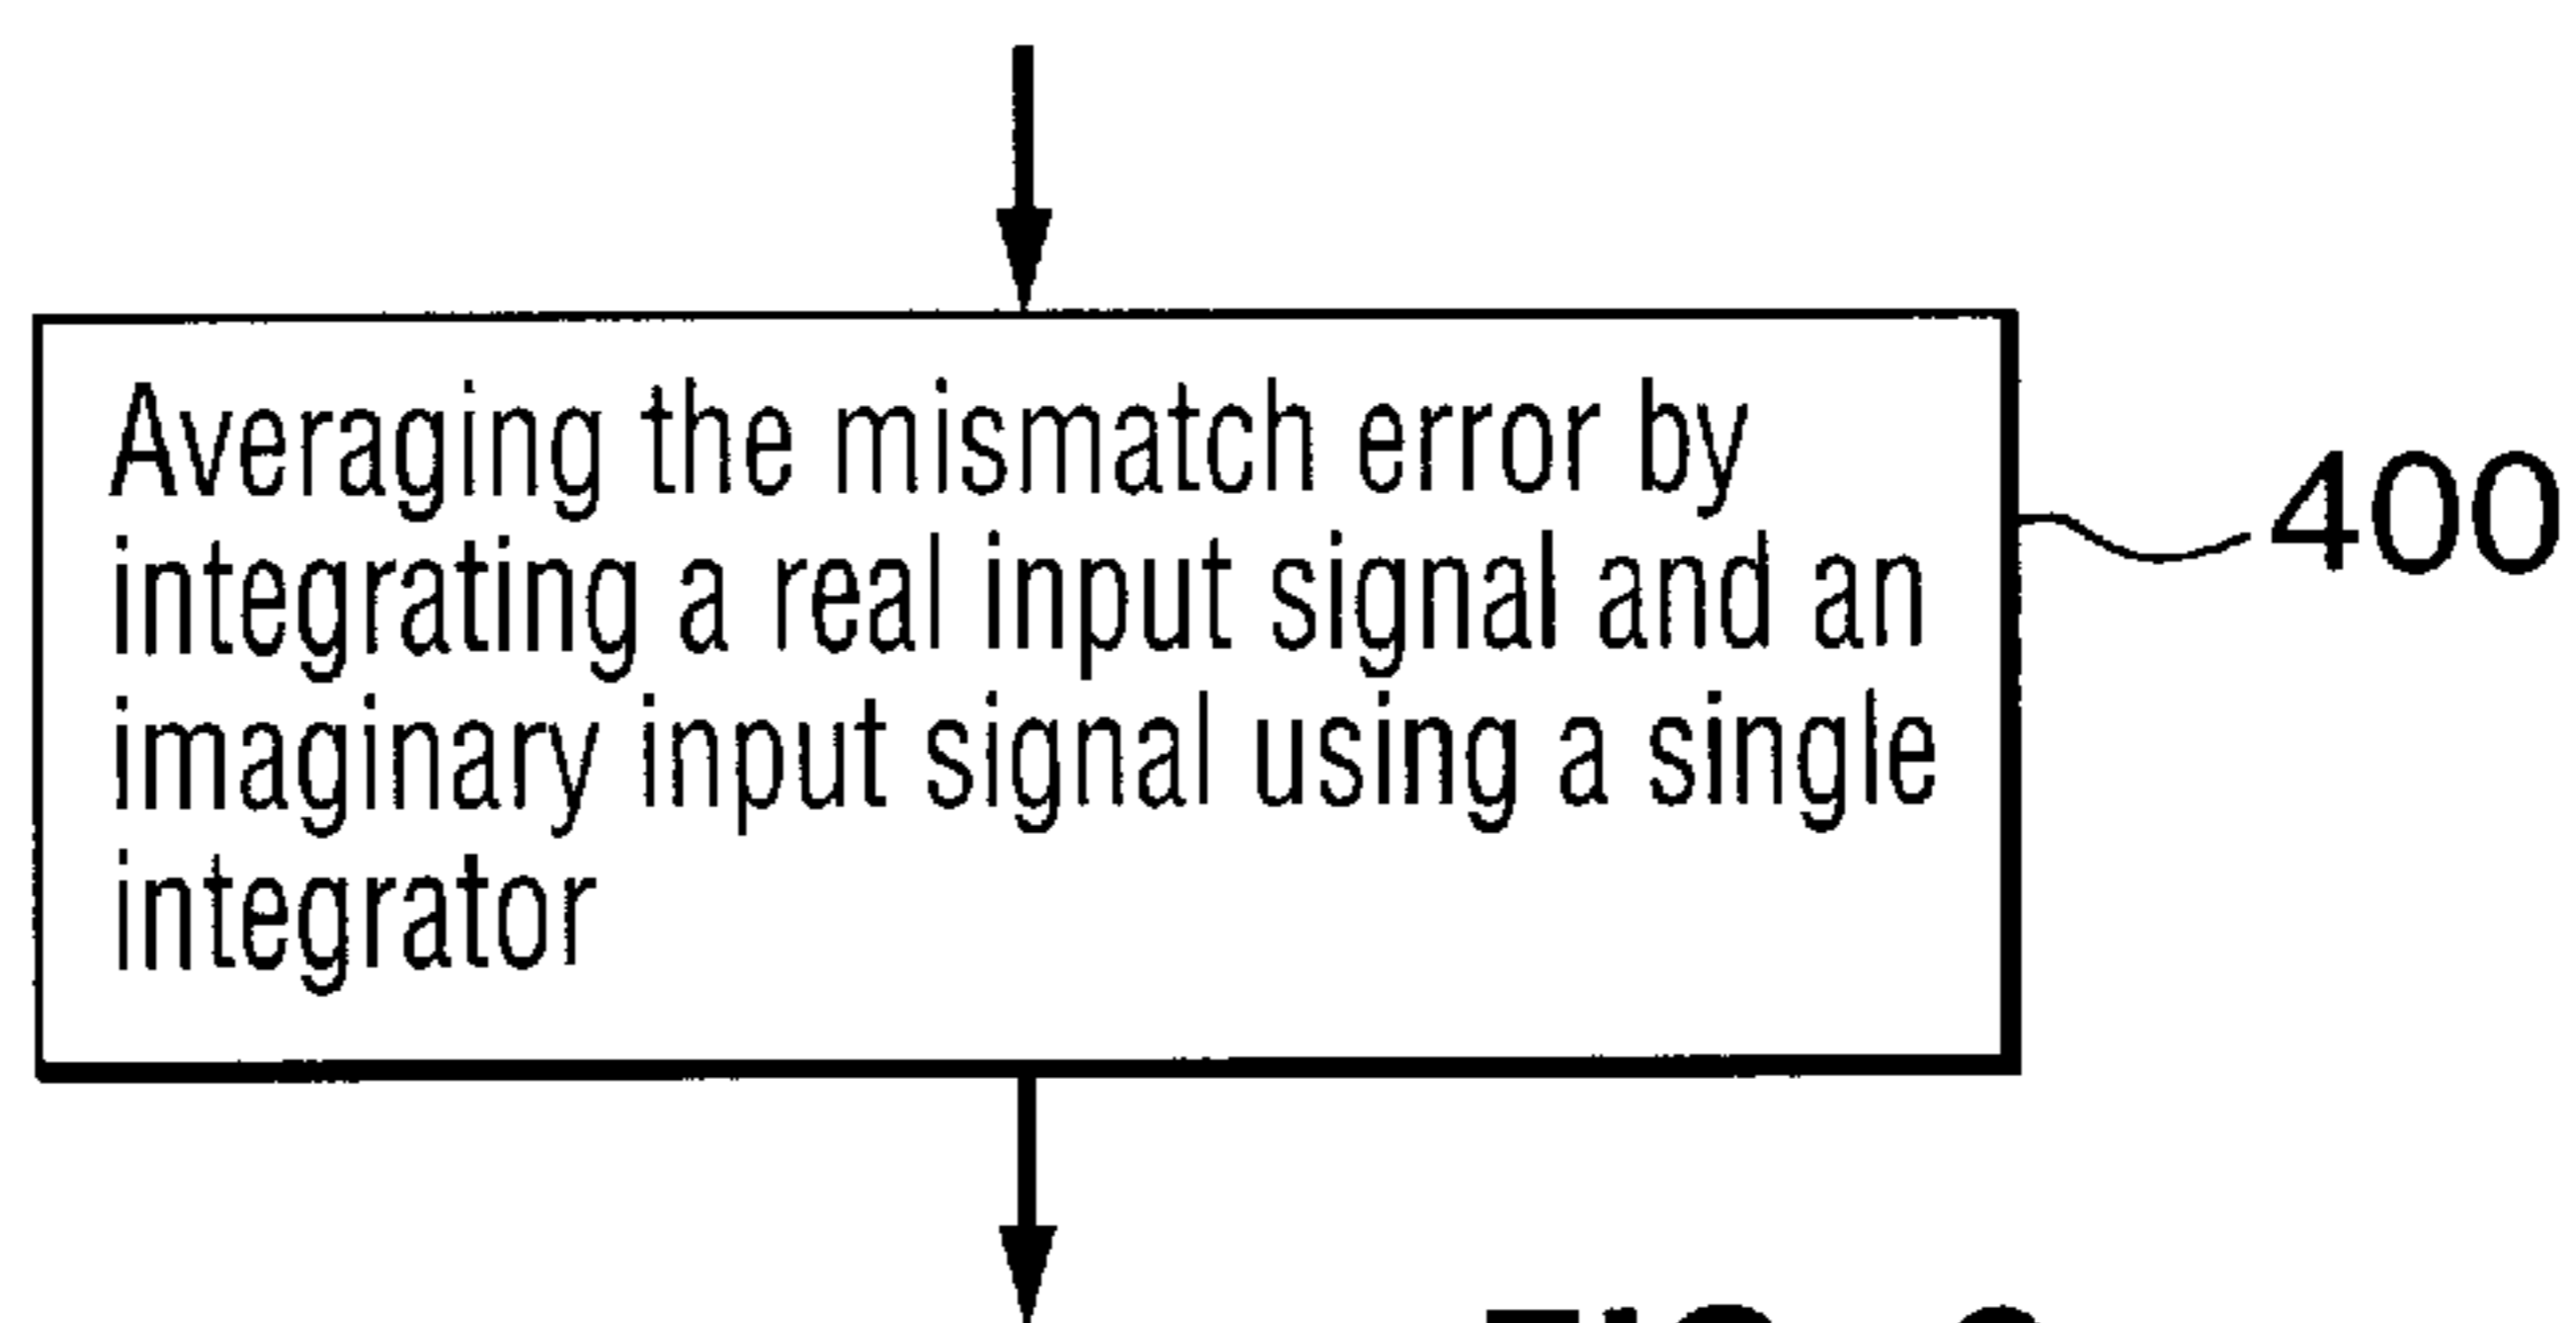 Averaging the mismatch error by
integrating a real input signal and an
imaginary input signal using a single
integrator
400